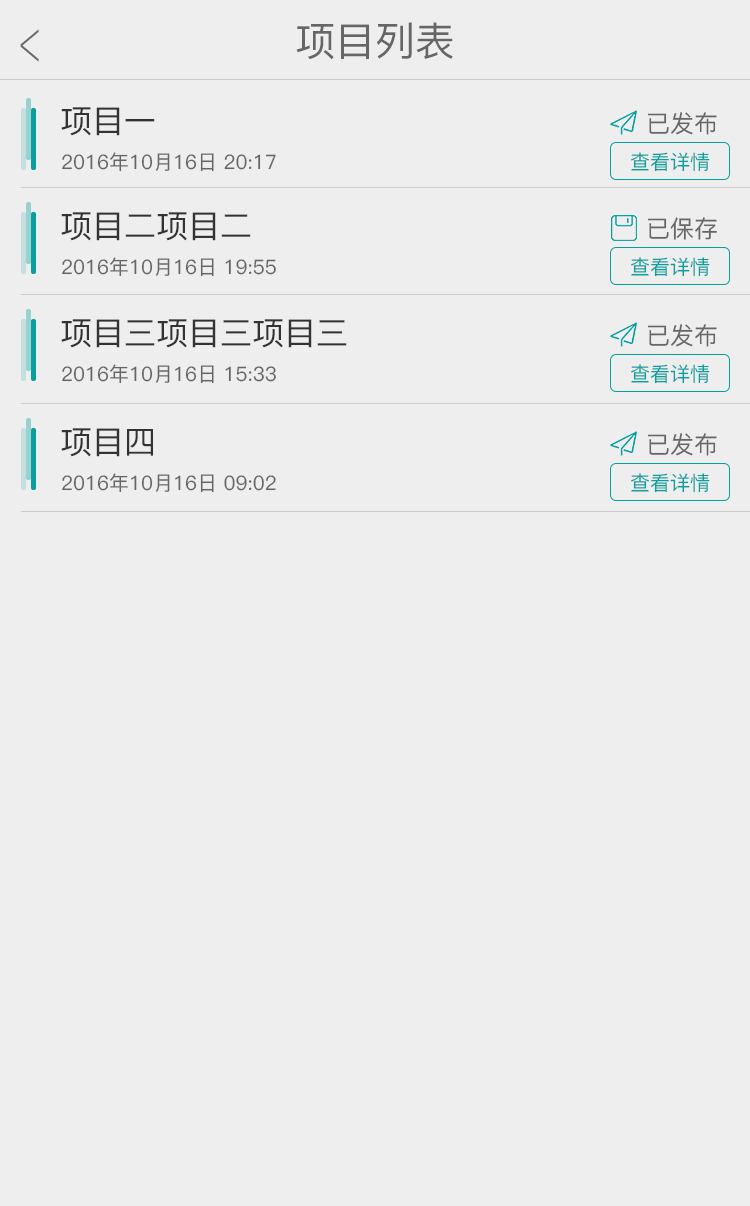 项目列表
项目一
已发布
2016年10月16日 20:17
查看详情
项目二项目二
已保存
2016年10月16日 19:55
查看详情
项目三项目三项目三
已发布
2016年10月16日 15:33
查看详情
项目四
已发布
2016年10月16日 09:02
查看详情